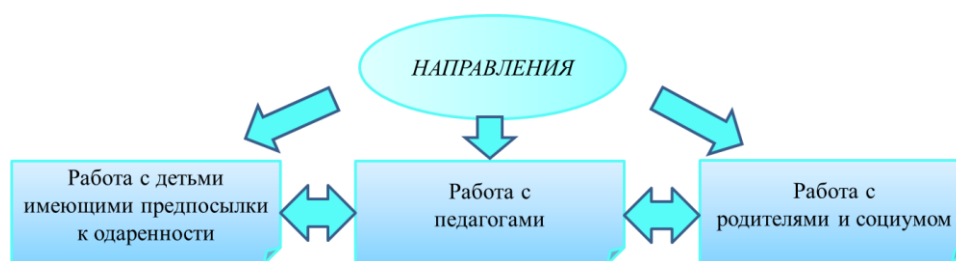 НАПРАВЛЕНИЯ
Работа с детьми
имеющими предпосылки
к одаренности
Работа с
педагогами
Работа с
родителями и социумом